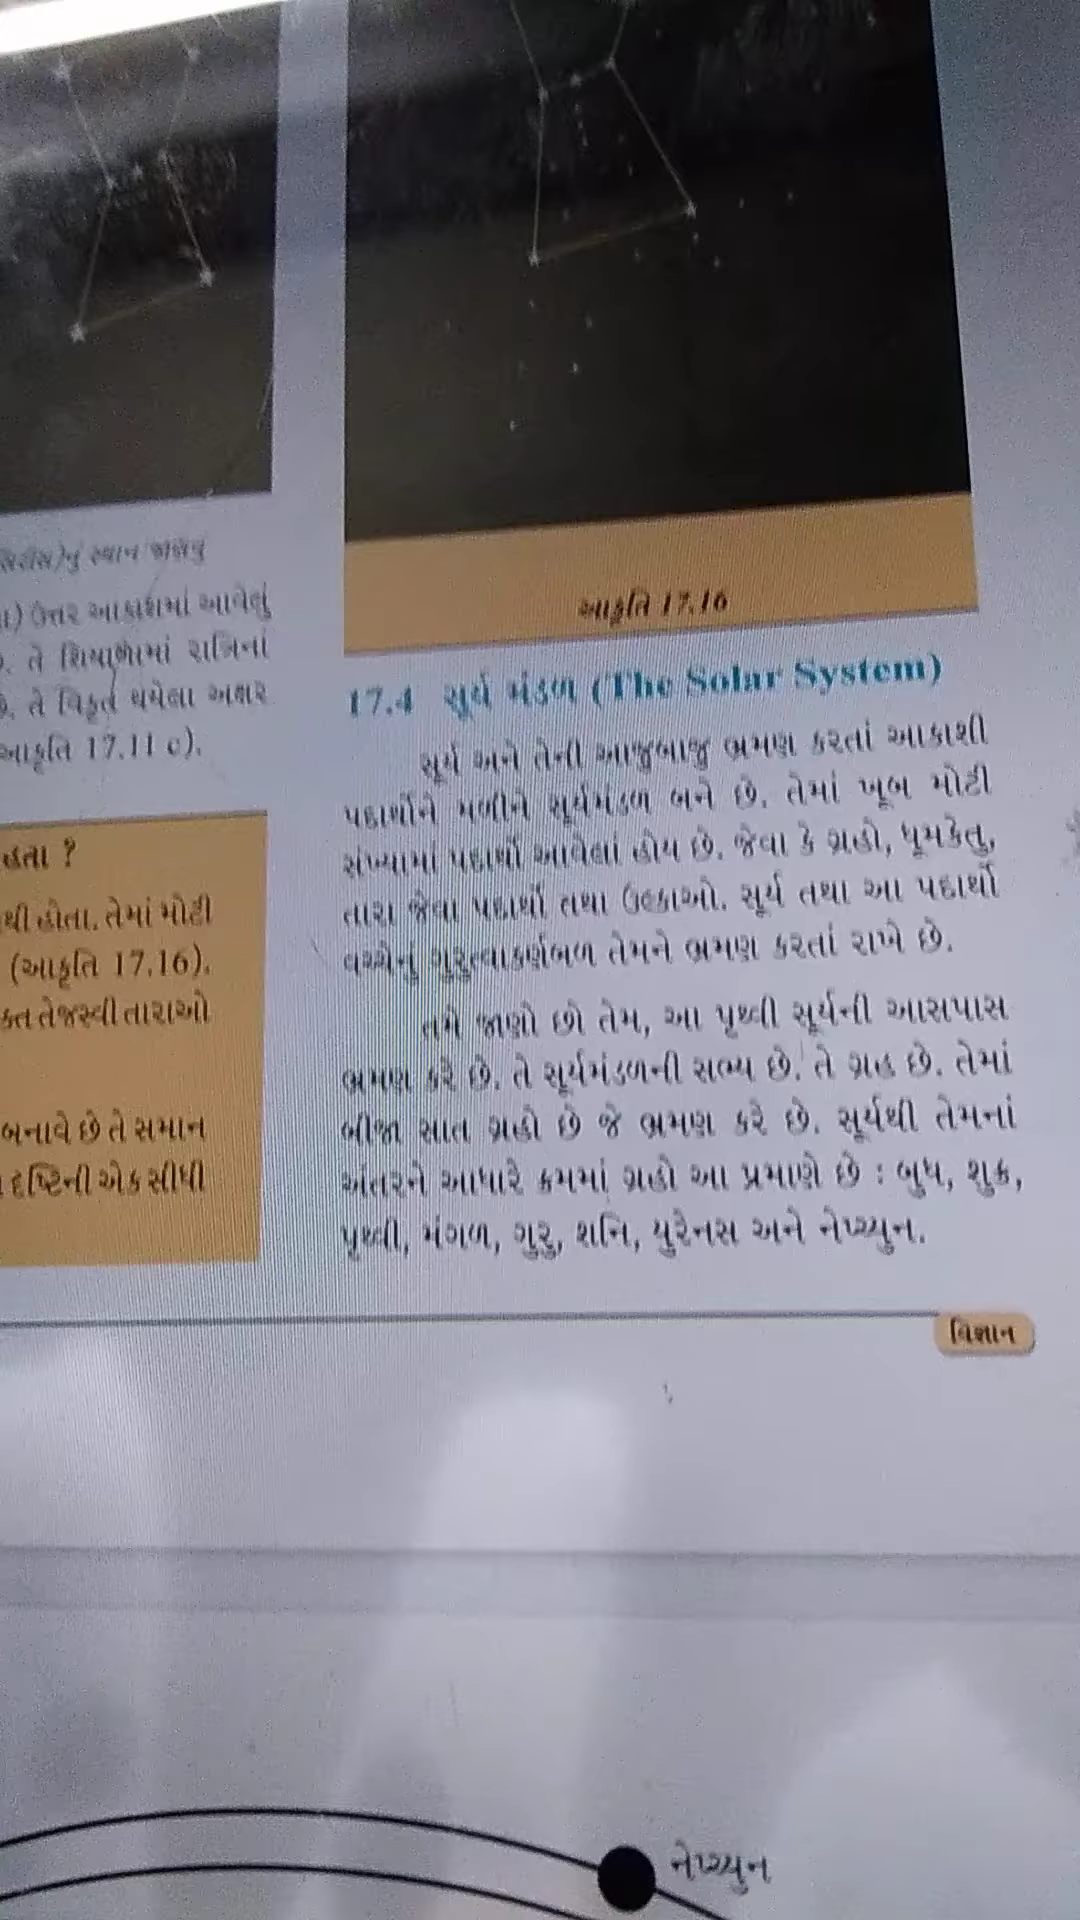 સ્થાન જાણવું
ઉત્તર આકાશમાં આવેલું
તે શિયાળામાં રાત્રિનાં
તે વિકૃત થયેલા અક્ષર
આકૃતિ 17.11 c).
હતા ?
થી હોતા. તેમાં મોટી
(આકૃતિ 17.16).
ક્ત તેજસ્વી તારાઓ
બનાવે છે તે સમાન
દૃષ્ટિની એક સીધી
આકૃતિ 17.16
17.4 સૂર્ય મંડળ (The Solar System)
સૂર્ય અને તેની આજુબાજુ ભ્રમણ કરતાં આકાશી
પદાર્થોને મળીને સૂર્યમંડળ બને છે. તેમાં ખૂબ મોટી
સંખ્યામાં પદાર્થો આવેલાં હોય છે. જેવા કે ગ્રહો, ધૂમકેતુ,
તારા જેવા પદાર્થો તથા ઉલ્કાઓ. સૂર્ય તથા આ પદાર્થો
વચ્ચેનું ગુરુત્વાકર્ષણબળ તેમને ભ્રમણ કરતાં રાખે છે.
તમે જાણો છો તેમ, આ પૃથ્વી સૂર્યની આસપાસ
ભ્રમણ કરે છે. તે સૂર્યમંડળની સભ્ય છે. તે ગ્રહ છે. તેમાં
બીજા સાત ગ્રહો છે જે ભ્રમણ કરે છે. સૂર્યથી તેમનાં
અંતરને આધારે ક્રમમાં ગ્રહો આ પ્રમાણે છે : બુધ, શુક્ર,
પૃથ્વી, મંગળ, ગુરુ, શનિ, યુરેનસ અને નેપ્ચ્યુન.
વિજ્ઞાન
નેપ્ચ્યુન